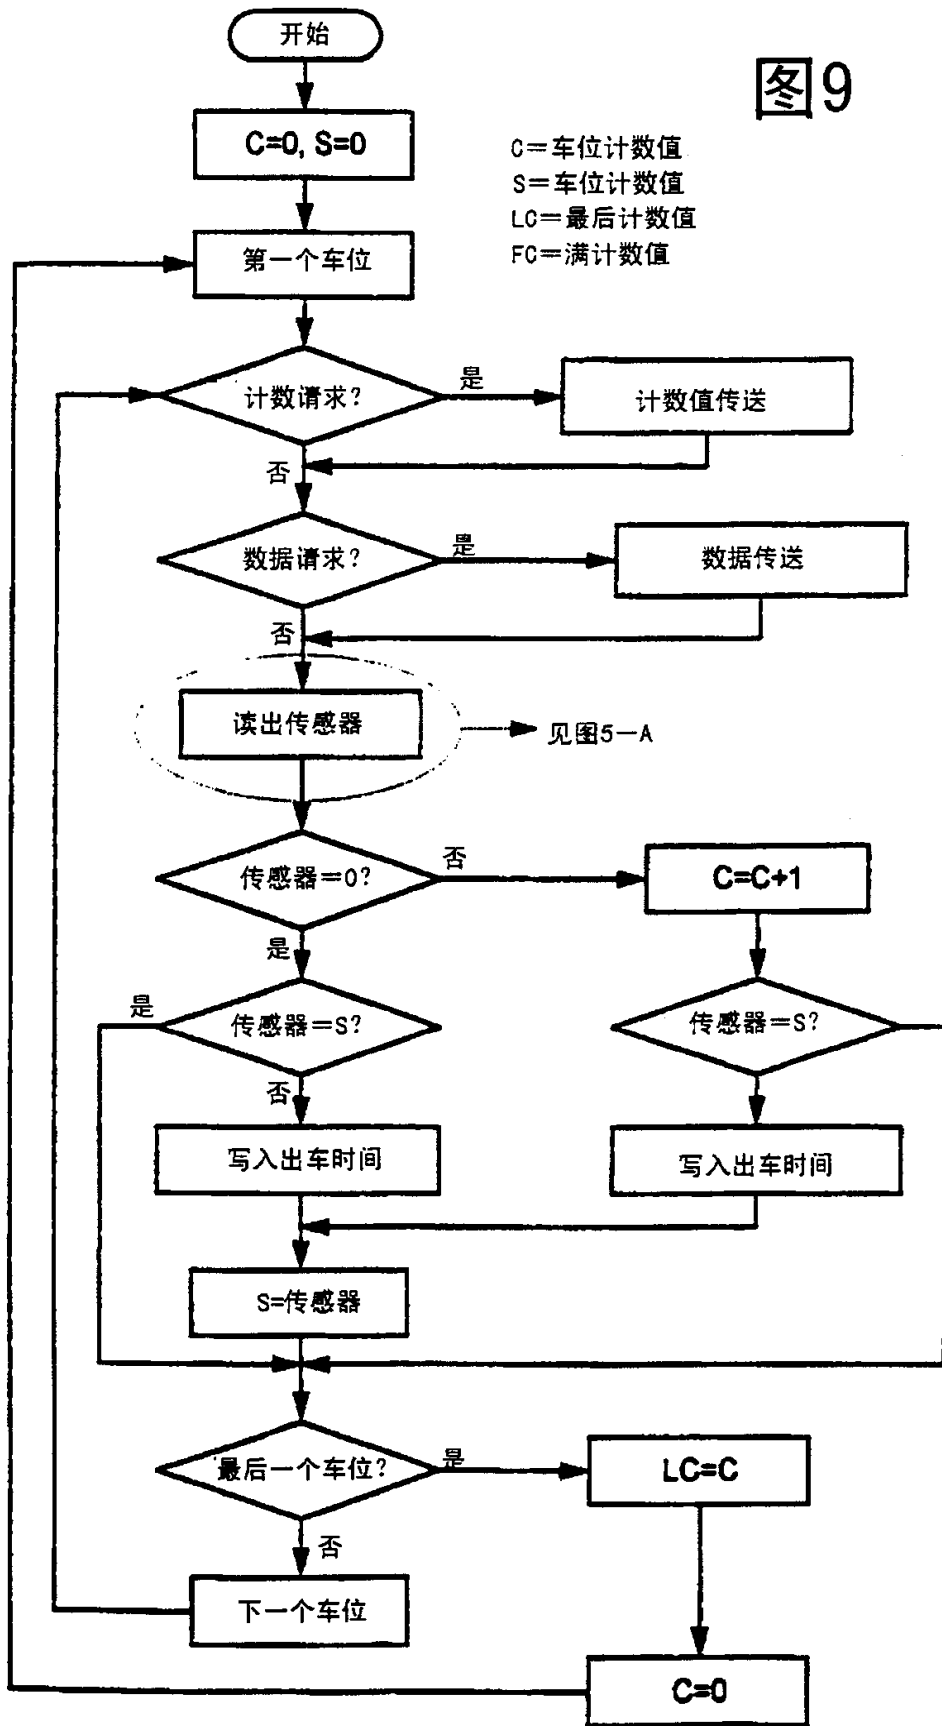 开始
图9
C=0, S=0
C=车位计数值
S=车位计数值
LC=最后计数值
FC=满计数值
第一个车位
计数请求?
是
计数值传送
否
数据请求?
是
数据传送
否
读出传感器
见图5-A
传感器=0?
否
C=C+1
是
是
传感器=S?
传感器=S?
否
写入出车时间
写入出车时间
S=传感器
最后一个车位?
是
LC=C
否
下一个车位
C=0